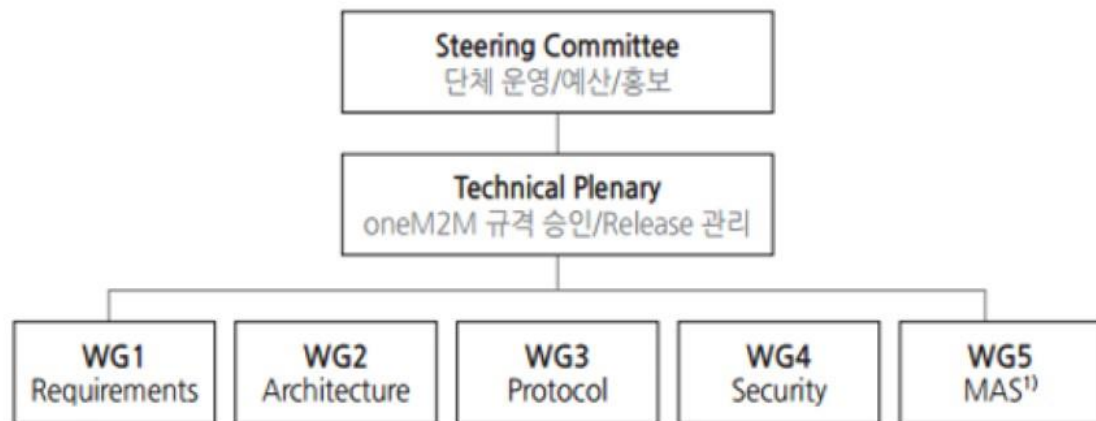 Steering Committee
단체 운영/예산/홍보
Technical Plenary
oneM2M 규격 승인/Release 관리
WG1
Requirements
WG2
Architecture
WG3
Protocol
WG4
Security
WG5
MAS¹⁾